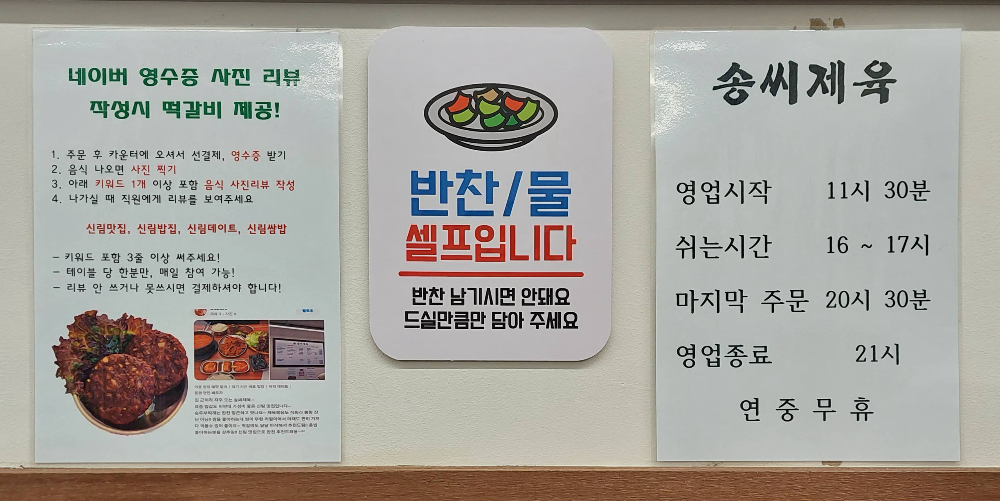 네이버 영수증 사진 리뷰
작성시 떡갈비 제공!
1. 주문 후 카운터에 오셔서 선결제, 영수증 받기
2. 음식 나오면 사진 찍기
3. 아래 키워드 1개 이상 포함 음식 사진리뷰 작성
4. 나가실 때 직원에게 리뷰를 보여주세요
신림맛집, 신림밥집, 신림데이트, 신림쌈밥
- 키워드 포함 3줄 이상 써주세요!
- 테이블 당 한분만, 매일 참여 가능!
- 리뷰 안 쓰거나 못쓰시면 결제하셔야 합니다!
반찬/물
셀프입니다
반찬 남기시면 안돼요
드실만큼만 담아 주세요
송씨제육
영업시작 11시 30분
쉬는시간 16 ~ 17시
마지막 주문 20시 30분
영업종료 21시
연 중 무 휴